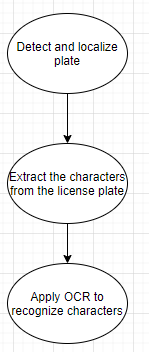 Detect and localize
plate
Extract the characters
from the license plate
Apply OCR to
recognize characters